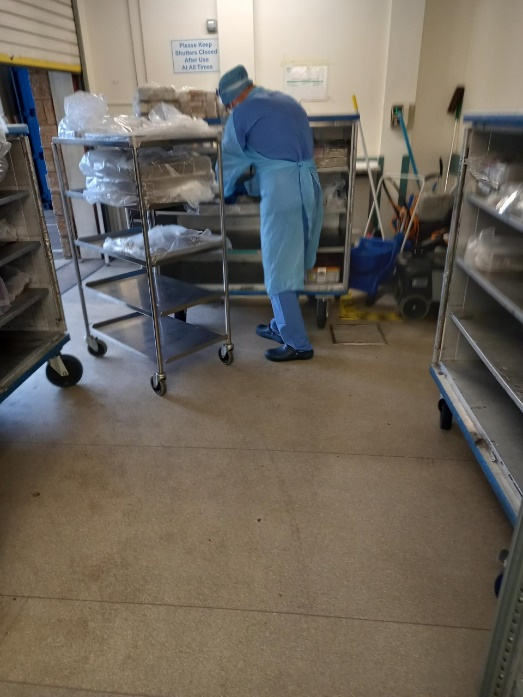 Please Keep
Shutters Closed
After Use
At All Times